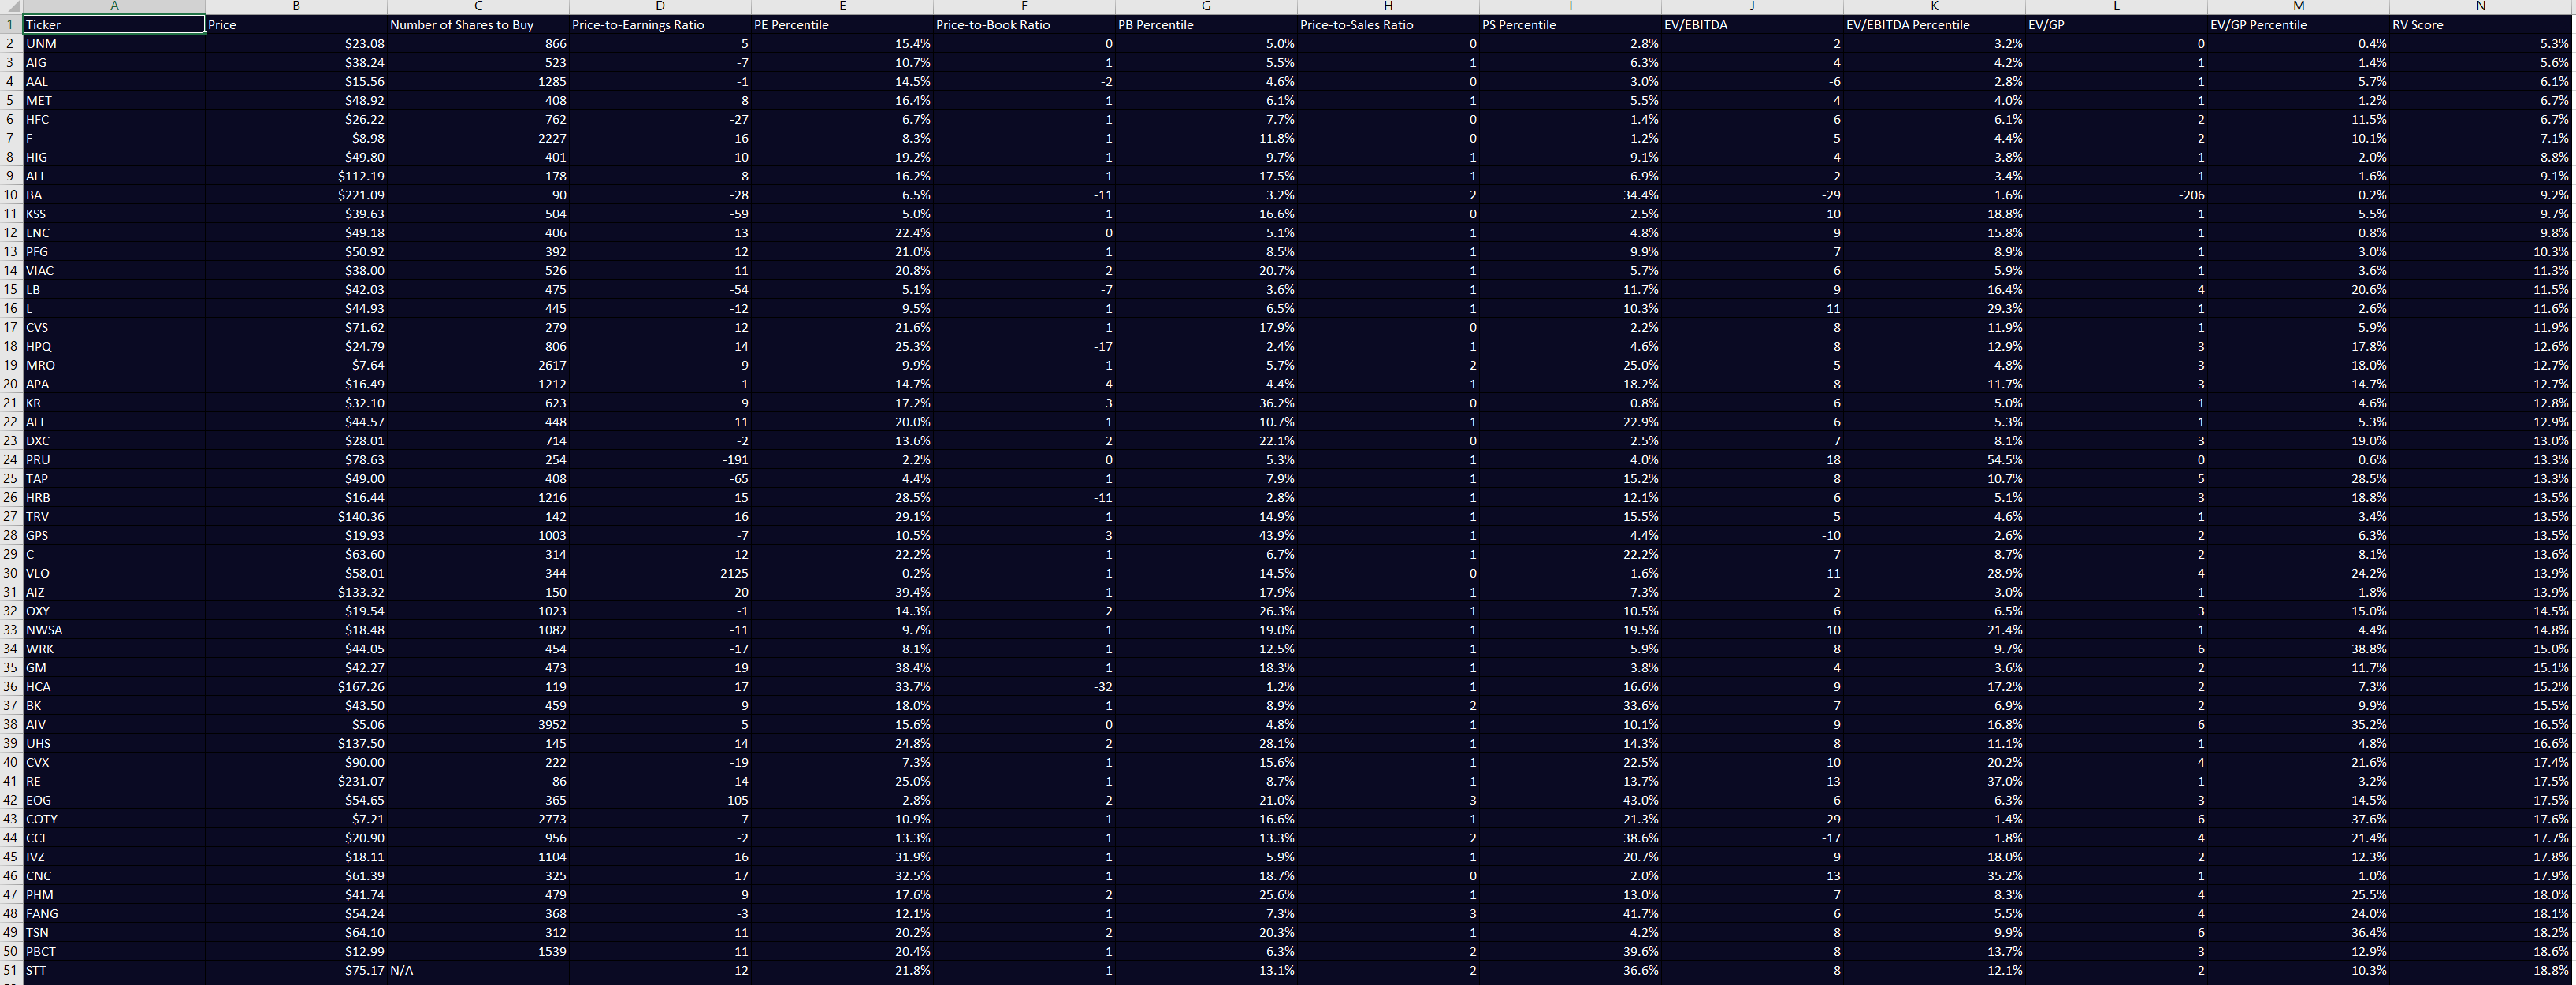 A B C D E F G H I J K L M N
1 Ticker Price Number of Shares to Buy Price-to-Earnings Ratio PE Percentile Price-to-Book Ratio PB Percentile Price-to-Sales Ratio PS Percentile EV/EBITDA EV/EBITDA Percentile EV/GP EV/GP Percentile RV Score
2 UNM $23.08 866 5 15.4% 0 5.0% 0 2.8% 2 3.2% 0 0.4% 5.3%
3 AIG $38.24 523 -7 10.7% 1 5.5% 1 6.3% 4 4.2% 1 1.4% 5.6%
4 AAL $15.56 1285 -1 14.5% -2 4.6% 0 3.0% -6 2.8% 1 5.7% 6.1%
5 MET $48.92 408 8 16.4% 1 6.1% 1 5.5% 4 4.0% 1 1.2% 6.7%
6 HFC $26.22 762 -27 6.7% 1 7.7% 0 1.4% 6 6.1% 2 11.5% 6.7%
7 F $8.98 2227 -16 8.3% 1 11.8% 0 1.2% 5 4.4% 2 10.1% 7.1%
8 HIG $49.80 401 10 19.2% 1 9.7% 1 9.1% 4 3.8% 1 2.0% 8.8%
9 ALL $112.19 178 8 16.2% 1 17.5% 1 6.9% 2 3.4% 1 1.6% 9.1%
10 BA $221.09 90 -28 6.5% -11 3.2% 2 34.4% -29 1.6% -206 0.2% 9.2%
11 KSS $39.63 504 -59 5.0% 1 16.6% 0 2.5% 10 18.8% 1 5.5% 9.7%
12 LNC $49.18 406 13 22.4% 0 5.1% 1 4.8% 9 15.8% 1 0.8% 9.8%
13 PFG $50.92 392 12 21.0% 1 8.5% 1 9.9% 7 8.9% 1 3.0% 10.3%
14 VIAC $38.00 526 11 20.8% 2 20.7% 1 5.7% 6 5.9% 1 3.6% 11.3%
15 LB $42.03 475 -54 5.1% -7 3.6% 1 11.7% 9 16.4% 4 20.6% 11.5%
16 L $44.93 445 -12 9.5% 1 6.5% 1 10.3% 11 29.3% 1 2.6% 11.6%
17 CVS $71.62 279 12 21.6% 1 17.9% 0 2.2% 8 11.9% 1 5.9% 11.9%
18 HPQ $24.79 806 14 25.3% -17 2.4% 1 4.6% 8 12.9% 3 17.8% 12.6%
19 MRO $7.64 2617 -9 9.9% 1 5.7% 2 25.0% 5 4.8% 3 18.0% 12.7%
20 APA $16.49 1212 -1 14.7% -4 4.4% 1 18.2% 8 11.7% 3 14.7% 12.7%
21 KR $32.10 623 9 17.2% 3 36.2% 0 0.8% 6 5.0% 1 4.6% 12.8%
22 AFL $44.57 448 11 20.0% 1 10.7% 1 22.9% 6 5.3% 1 5.3% 12.9%
23 DXC $28.01 714 -2 13.6% 2 22.1% 0 2.5% 7 8.1% 3 19.0% 13.0%
24 PRU $78.63 254 -191 2.2% 0 5.3% 1 4.0% 18 54.5% 0 0.6% 13.3%
25 TAP $49.00 408 -65 4.4% 1 7.9% 1 15.2% 8 10.7% 5 28.5% 13.3%
26 HRB $16.44 1216 15 28.5% -11 2.8% 1 12.1% 6 5.1% 3 18.8% 13.5%
27 TRV $140.36 142 16 29.1% 1 14.9% 1 15.5% 5 4.6% 1 3.4% 13.5%
28 GPS $19.93 1003 -7 10.5% 3 43.9% 1 4.4% -10 2.6% 2 6.3% 13.5%
29 C $63.60 314 12 22.2% 1 6.7% 1 22.2% 7 8.7% 2 8.1% 13.6%
30 VLO $58.01 344 -2125 0.2% 1 14.5% 0 1.6% 11 28.9% 4 24.2% 13.9%
31 AIZ $133.32 150 20 39.4% 1 17.9% 1 7.3% 2 3.0% 1 1.8% 13.9%
32 OXY $19.54 1023 -1 14.3% 2 26.3% 1 10.5% 6 6.5% 3 15.0% 14.5%
33 NWSA $18.48 1082 -11 9.7% 1 19.0% 1 19.5% 10 21.4% 1 4.4% 14.8%
34 WRK $44.05 454 -17 8.1% 1 12.5% 1 5.9% 8 9.7% 6 38.8% 15.0%
35 GM $42.27 473 19 38.4% 1 18.3% 1 3.8% 4 3.6% 2 11.7% 15.1%
36 HCA $167.26 119 17 33.7% -32 1.2% 1 16.6% 9 17.2% 2 7.3% 15.2%
37 BK $43.50 459 9 18.0% 1 8.9% 2 33.6% 7 6.9% 2 9.9% 15.5%
38 AIV $5.06 3952 5 15.6% 0 4.8% 1 10.1% 9 16.8% 6 35.2% 16.5%
39 UHS $137.50 145 14 24.8% 2 28.1% 1 14.3% 8 11.1% 1 4.8% 16.6%
40 CVX $90.00 222 -19 7.3% 1 15.6% 1 22.5% 10 20.2% 4 21.6% 17.4%
41 RE $231.07 86 14 25.0% 1 8.7% 1 13.7% 13 37.0% 1 3.2% 17.5%
42 EOG $54.65 365 -105 2.8% 2 21.0% 3 43.0% 6 6.3% 3 14.5% 17.5%
43 COTY $7.21 2773 -7 10.9% 1 16.6% 1 21.3% -29 1.4% 6 37.6% 17.6%
44 CCL $20.90 956 -2 13.3% 1 13.3% 2 38.6% -17 1.8% 4 21.4% 17.7%
45 IVZ $18.11 1104 16 31.9% 1 5.9% 1 20.7% 9 18.0% 2 12.3% 17.8%
46 CNC $61.39 325 17 32.5% 1 18.7% 0 2.0% 13 35.2% 1 1.0% 17.9%
47 PHM $41.74 479 9 17.6% 2 25.6% 1 13.0% 7 8.3% 4 25.5% 18.0%
48 FANG $54.24 368 -3 12.1% 1 7.3% 3 41.7% 6 5.5% 4 24.0% 18.1%
49 TSN $64.10 312 11 20.2% 2 20.3% 1 4.2% 8 9.9% 6 36.4% 18.2%
50 PBCT $12.99 1539 11 20.4% 1 6.3% 2 39.6% 8 13.7% 3 12.9% 18.6%
51 STT $75.17 N/A 12 21.8% 1 13.1% 2 36.6% 8 12.1% 2 10.3% 18.8%